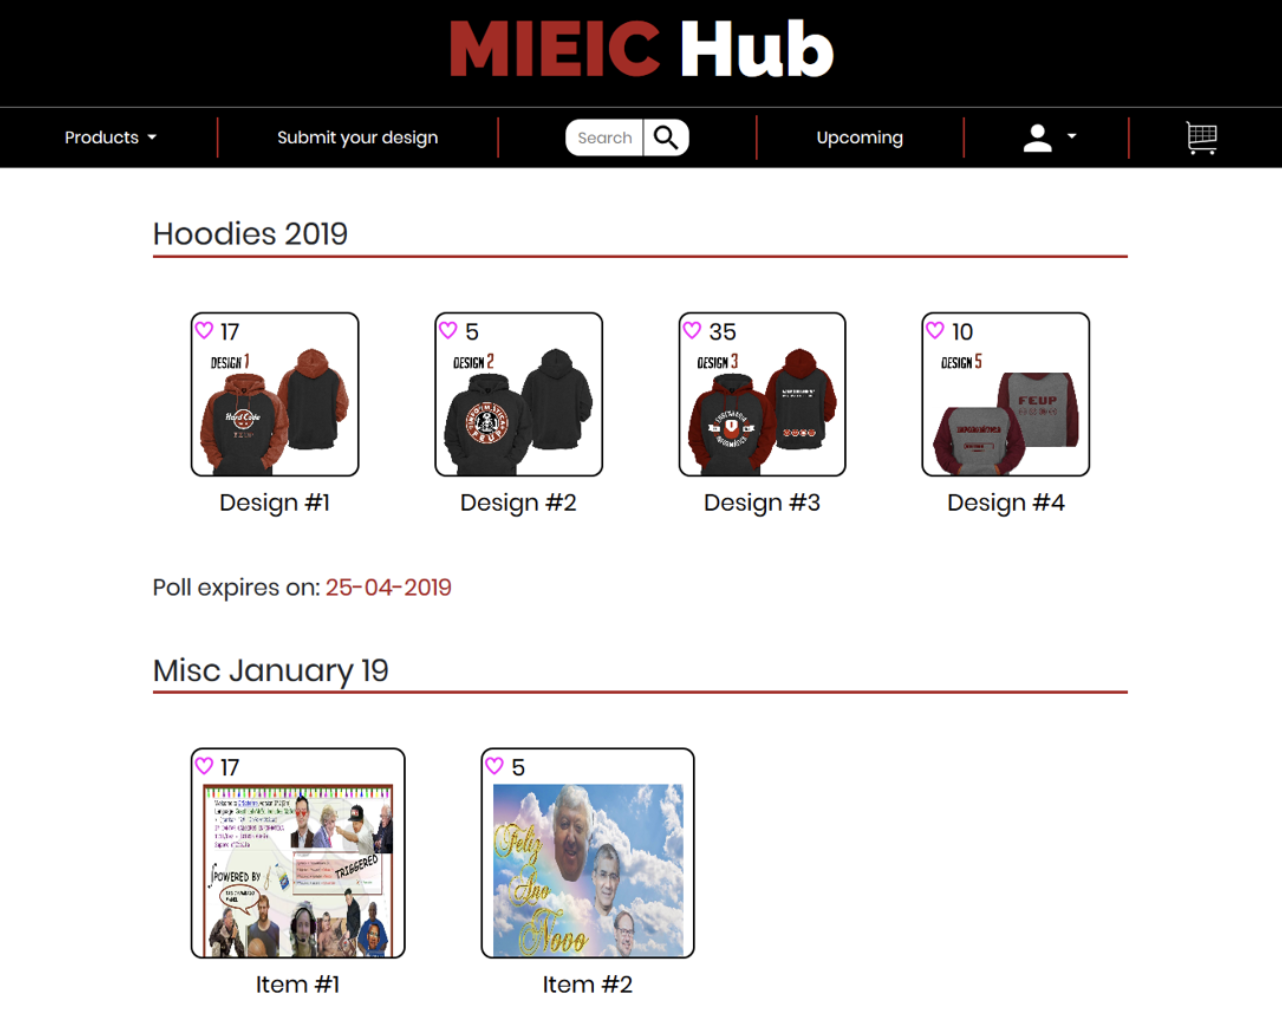 MIEIC Hub
Products
Submit your design
Search
Upcoming
Hoodies 2019
17
5
35
10
DESIGN 1
DESIGN 2
DESIGN 3
DESIGN 5
Hard Code
FEUP
Design #1
Design #2
Design #3
Design #4
Poll expires on: 25-04-2019
Misc January 19
17
5
POWERED BY
TRIGGERED
Feliz
Ano
Novo
Item #1
Item #2